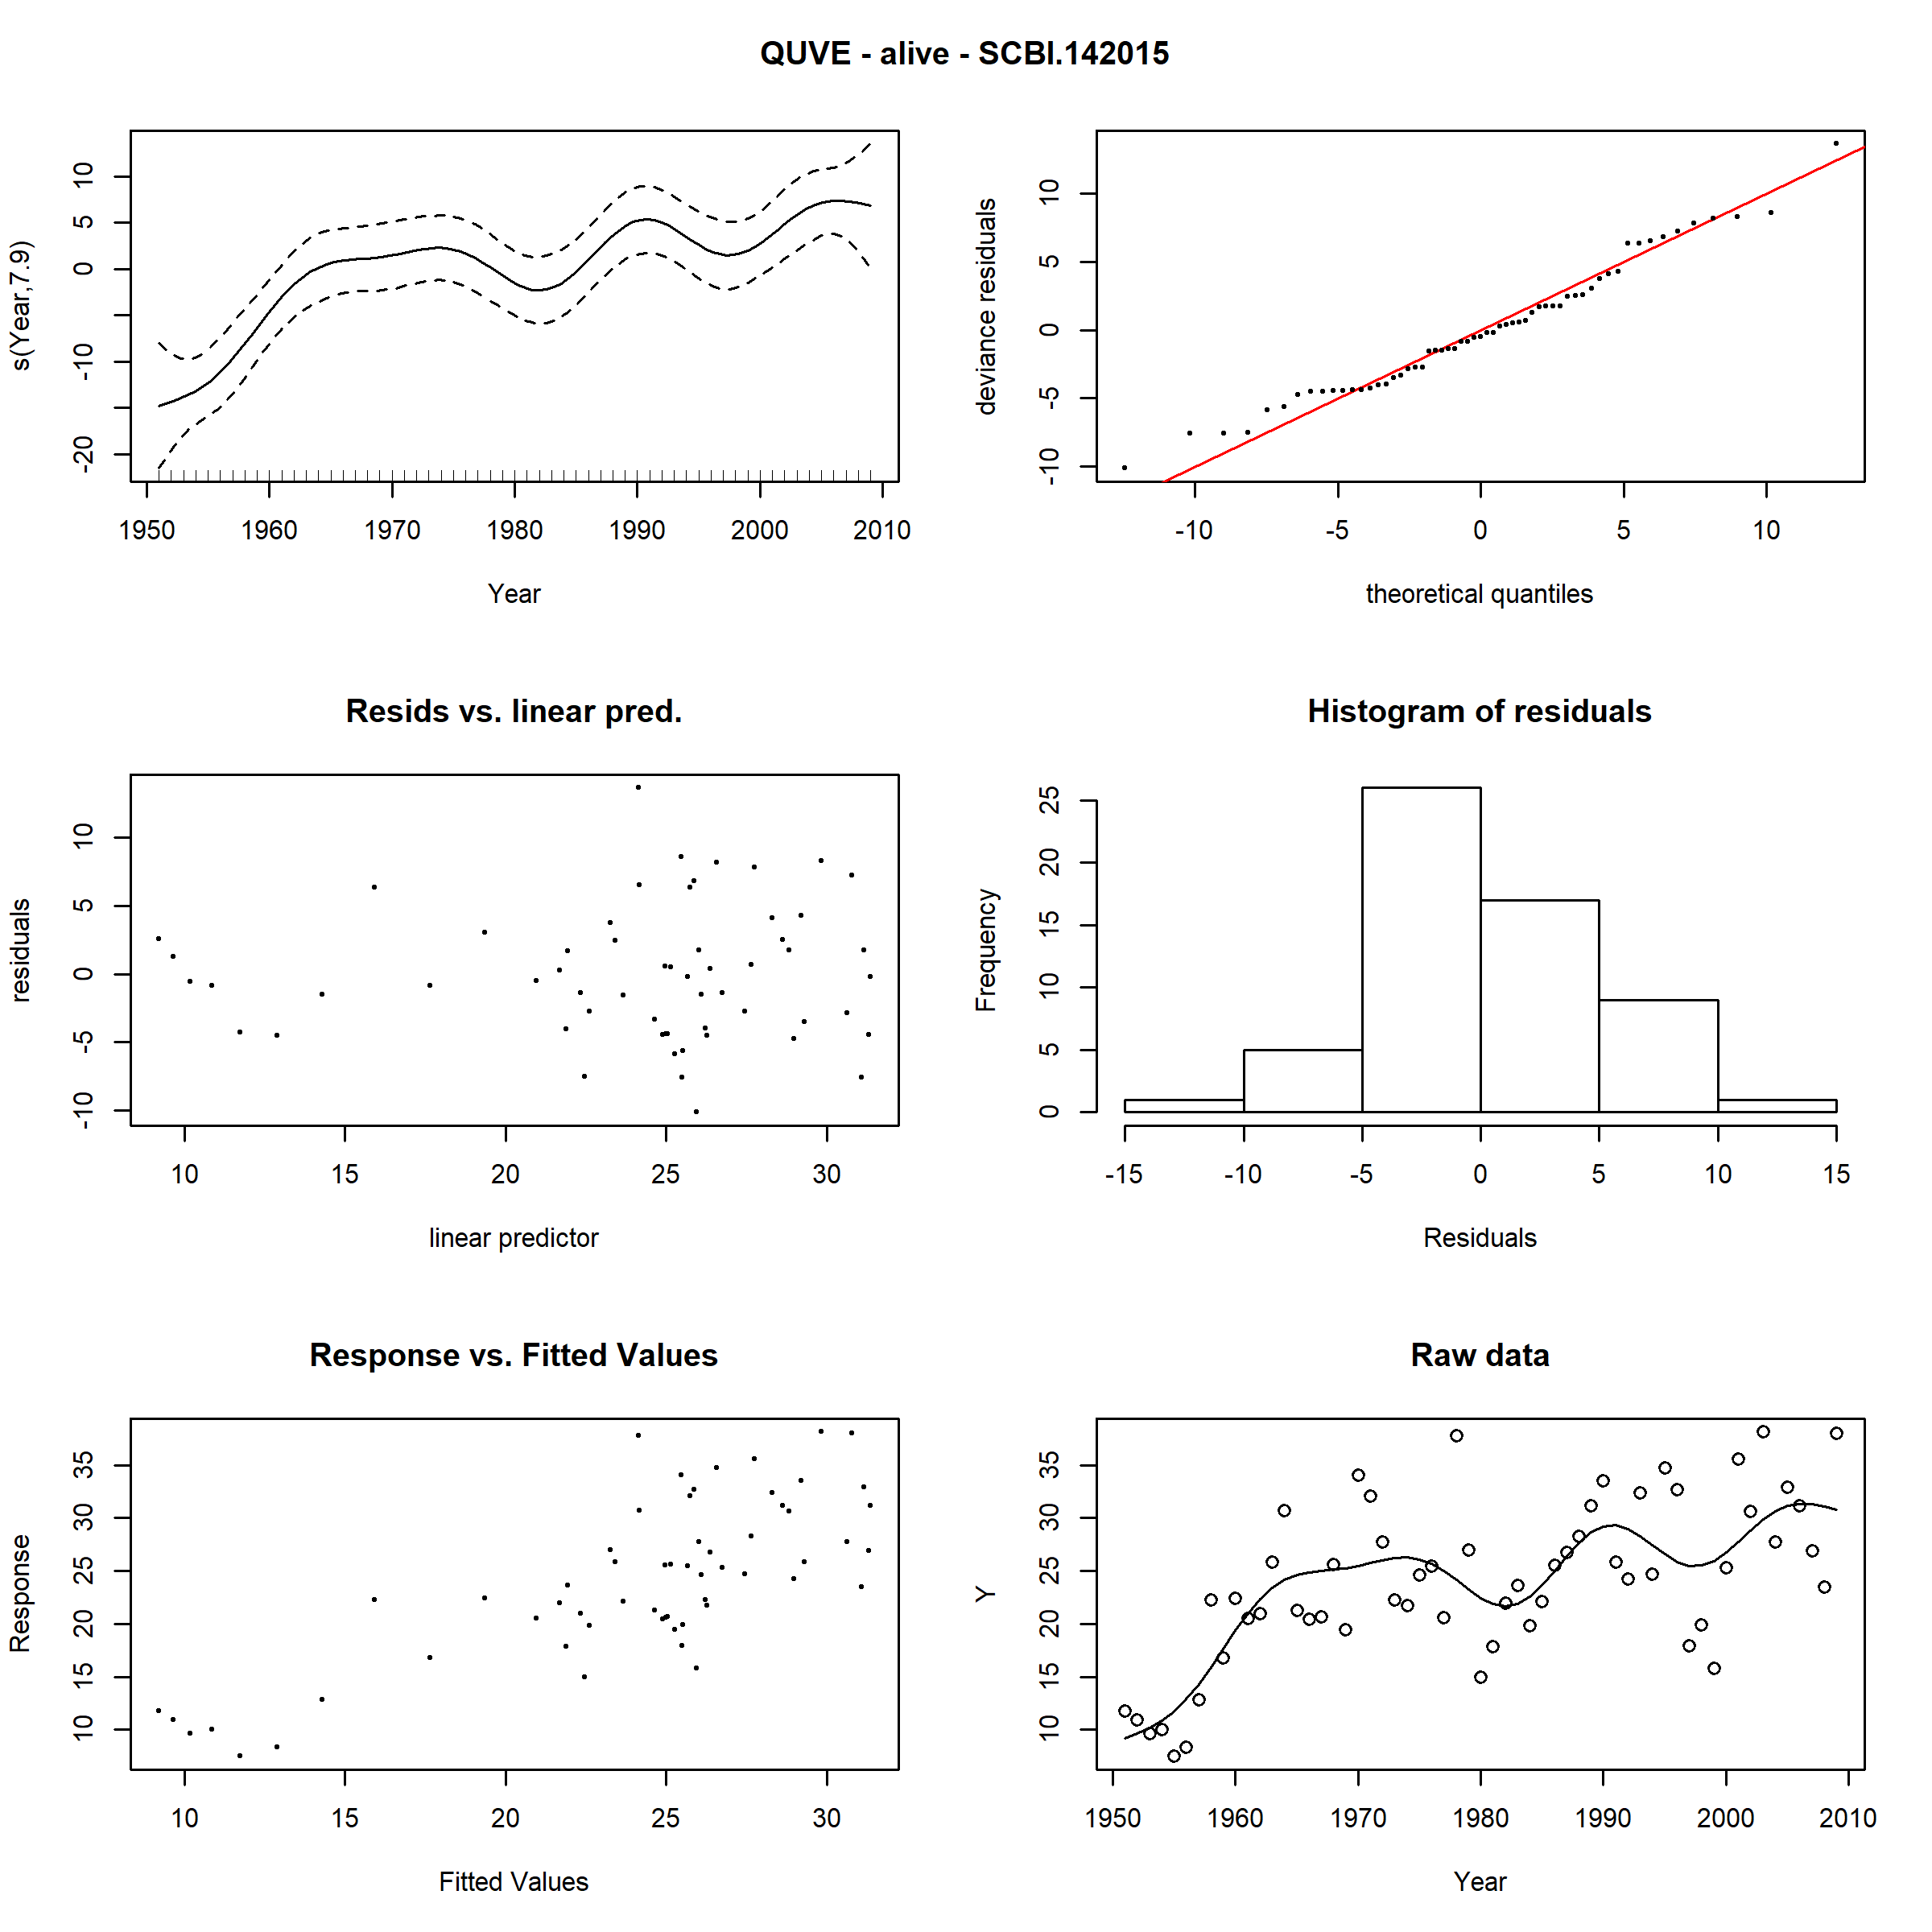 QUVE - alive - SCBI.142015
s(Year,7.9)
10
5
0
-10
-20
1950 1960 1970 1980 1990 2000 2010
Year
deviance residuals
10
5
0
-5
-10
-10 -5 0 5 10
theoretical quantiles
Resids vs. linear pred.
residuals
10
5
0
-5
-10
10 15 20 25 30
linear predictor
Histogram of residuals
Frequency
25
20
15
10
5
0
-15 -10 -5 0 5 10 15
Residuals
Response vs. Fitted Values
Response
35
30
25
20
15
10
10 15 20 25 30
Fitted Values
Raw data
Y
35
30
25
20
15
10
1950 1960 1970 1980 1990 2000 2010
Year